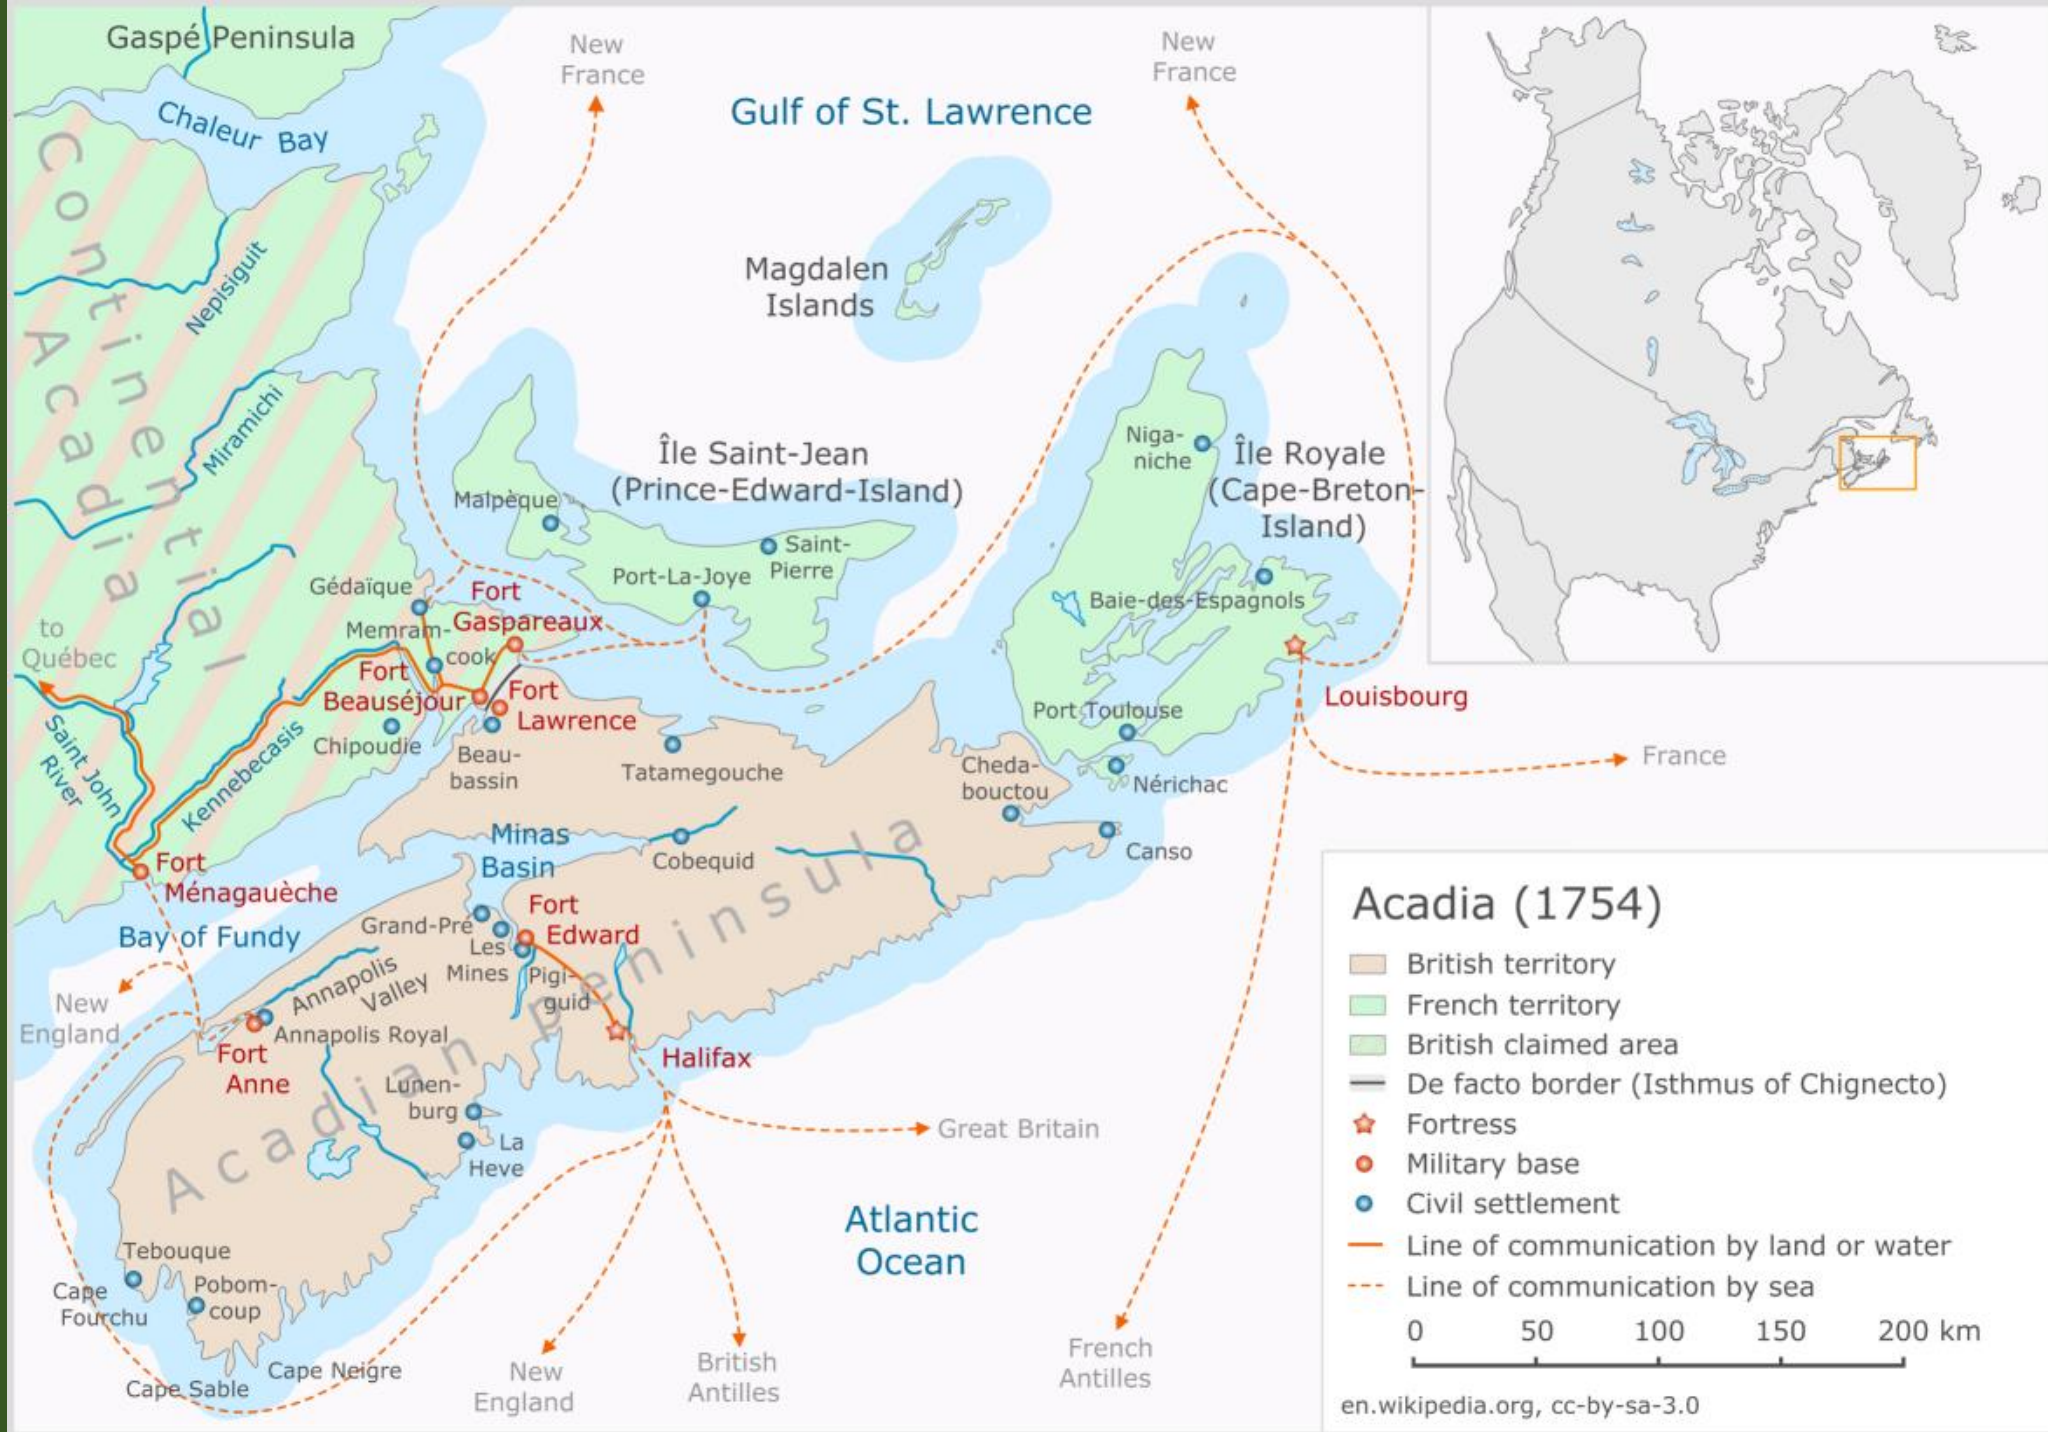 Gaspé Peninsula
Chaleur Bay
New
France
New
France
Gulf of St. Lawrence
Continental
Acadia
Nepisiguit
Magdalen
Islands
Miramichi
Île Saint-Jean
(Prince-Edward-Island)
Malpèque
Saint-
Pierre
Port-La-Joye
Niga-
niche
Île Royale
(Cape-Breton-
Island)
Baie-des-Espagnols
Gédaïque
Fort
Gaspareaux
Memram-
cook
to
Québec
Fort
Beauséjour
Fort
Lawrence
Chipoudie
Beau-
bassin
Tatamegouche
Saint John
River
Kennebecasis
Port Toulouse
Louisbourg
France
Cheda-
bouctou
Nérichac
Canso
Minas
Basin
Cobequid
Fort
Ménagauèche
Bay of Fundy
Grand-Pré
Les
Mines
Fort
Edward
Pigi-
guid
Annapolis
Valley
New
England
Annapolis Royal
Fort
Anne
Acadian peninsula
Halifax
Lunen-
burg
La
Heve
Great Britain
Atlantic
Ocean
Tebouque
Cape
Fourchu
Pobom-
coup
Cape Sable
Cape Neigre
New
England
British
Antilles
French
Antilles
Acadia (1754)
British territory
French territory
British claimed area
De facto border (Isthmus of Chignecto)
Fortress
Military base
Civil settlement
Line of communication by land or water
Line of communication by sea
0 50 100 150 200 km
en.wikipedia.org, cc-by-sa-3.0